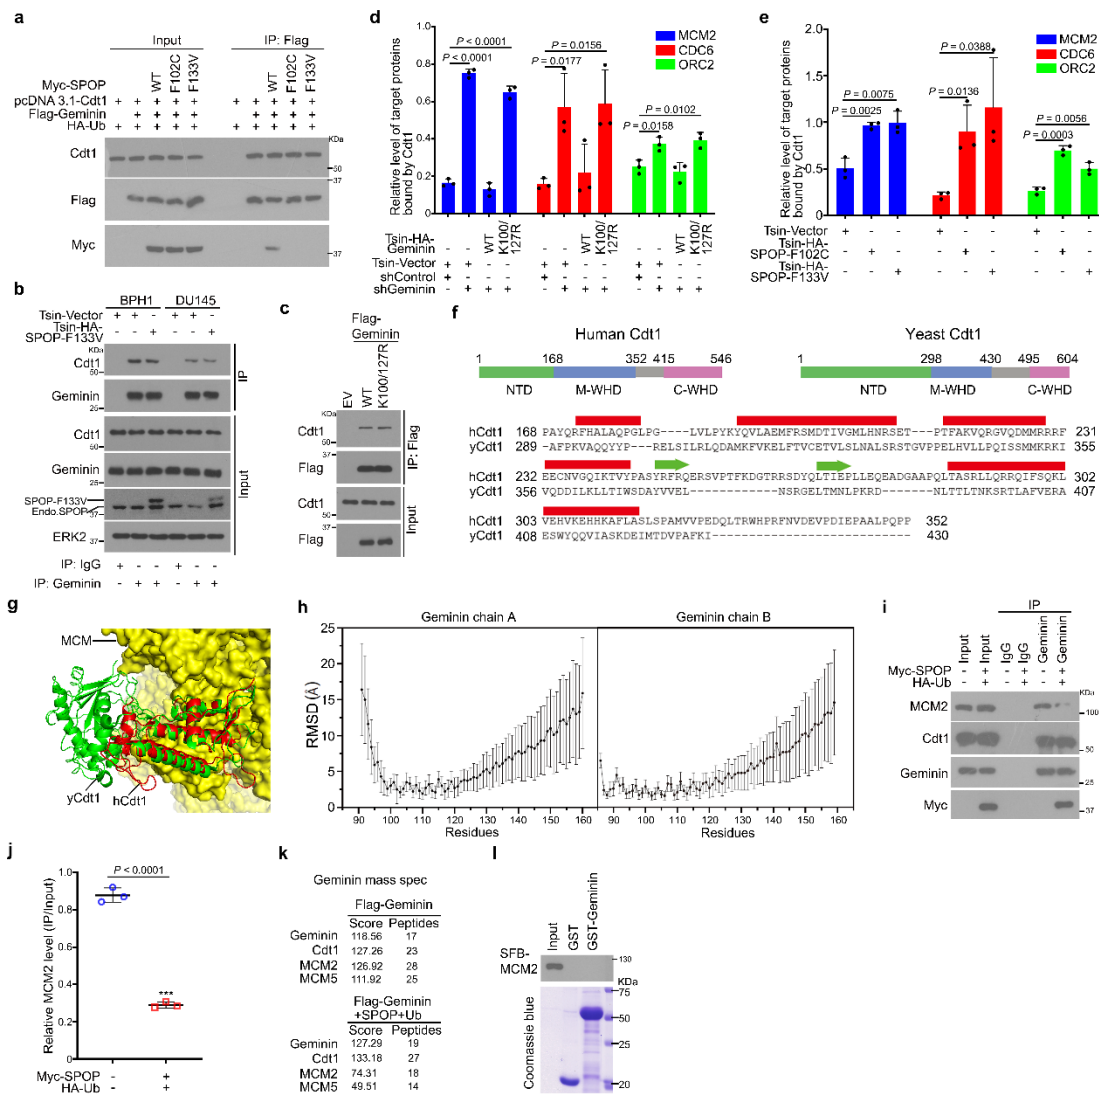 a
Input
IP: Flag
Myc-SPOP
WT
F102C
F133V
WT
F102C
F133V
pcDNA 3.1-Cdt1 + + + + + + + + + +
Flag-Geminin - + + + + - + + + +
HA-Ub + + + + + + + + + +
KDa
Cdt1
50
37
Flag
Myc
37
b
BPH1
DU145
Tsin-Vector
Tsin-HA-
SPOP-F133V
KDa
Cdt1
50
Geminin
25
IP
Cdt1
50
Geminin
25
SPOP-F133V
Endo.SPOP
37
ERK2
37
Input
IP: IgG + - - + - -
IP: Geminin - + + - + +
c
Flag-
Geminin
EV
WT
K100/127R
KDa
Cdt1
50
Flag
37
IP: Flag
Cdt1
50
Flag
37
Input
d
Relative level of target proteins
bound by Cdt1
0.8
0.6
0.4
0.2
0
MCM2
CDC6
ORC2
P < 0.0001
P < 0.0001
P = 0.0156
P = 0.0177
P = 0.0102
P = 0.0158
Tsin-HA-
Geminin
WT
K100/
127R
WT
K100/
127R
WT
K100/
127R
Tsin-Vector
shControl
shGeminin
e
Relative level of target proteins
bound by Cdt1
2.0
1.5
1.0
0.5
0
MCM2
CDC6
ORC2
P = 0.0075
P = 0.0025
P = 0.0388
P = 0.0136
P = 0.0056
P = 0.0003
Tsin-Vector
Tsin-HA-
SPOP-F102C
Tsin-HA-
SPOP-F133V
f
Human Cdt1
Yeast Cdt1
1 168 352 415 546
1 298 430 495 604
NTD M-WHD C-WHD
NTD M-WHD C-WHD
hCdt1 168 PAYQRFHALAQPGLPG----LVLPYKYQVLAEMFRSMDTIVGMLHNRSET----PTFAKVQRGVQDMMRRRF 231
yCdt1 289 355
hCdt1 232 EECNVGQIKTVYPASYRFRQERSVPTFKDGTRRSDYQLTIEPLLEQEADGAAPQLTASRLLQRRQIFSQKL 302
yCdt1 356 407
hCdt1 303 VEHVKEHHKAFLASLSPAMVVPEDQLTRWHPRFNVDEVPDIEPAALPQPP 352
yCdt1 408 ESWYQQVIASKDEIMTDVPAFKI 430
g
MCM
yCdt1
hCdt1
h
Geminin chain A
Geminin chain B
RMSD (Å)
25
20
15
10
5
0
90 100 110 120 130 140 150 160
90 100 110 120 130 140 150 160
Residues
Residues
i
IP
Input
Input
IgG
IgG
Geminin
Geminin
Myc-SPOP - + - + - +
HA-Ub - + - + - +
KDa
MCM2
100
Cdt1
50
Geminin
25
Myc
37
j
Relative MCM2 level (IP/Input)
1.0
0.8
0.6
0.4
0.2
0
P < 0.0001
***
Myc-SPOP - +
HA-Ub - +
k
Geminin mass spec
Flag-Geminin
Score Peptides
Geminin 118.56 17
Cdt1 127.26 23
MCM2 126.92 28
MCM5 111.92 25
Flag-Geminin
+SPOP+Ub
Score Peptides
Geminin 127.29 19
Cdt1 133.18 27
MCM2 74.31 18
MCM5 49.51 14
l
Input
GST
GST-Geminin
SFB-
MCM2
130
KDa
75
50
25
20
Coomassie blue